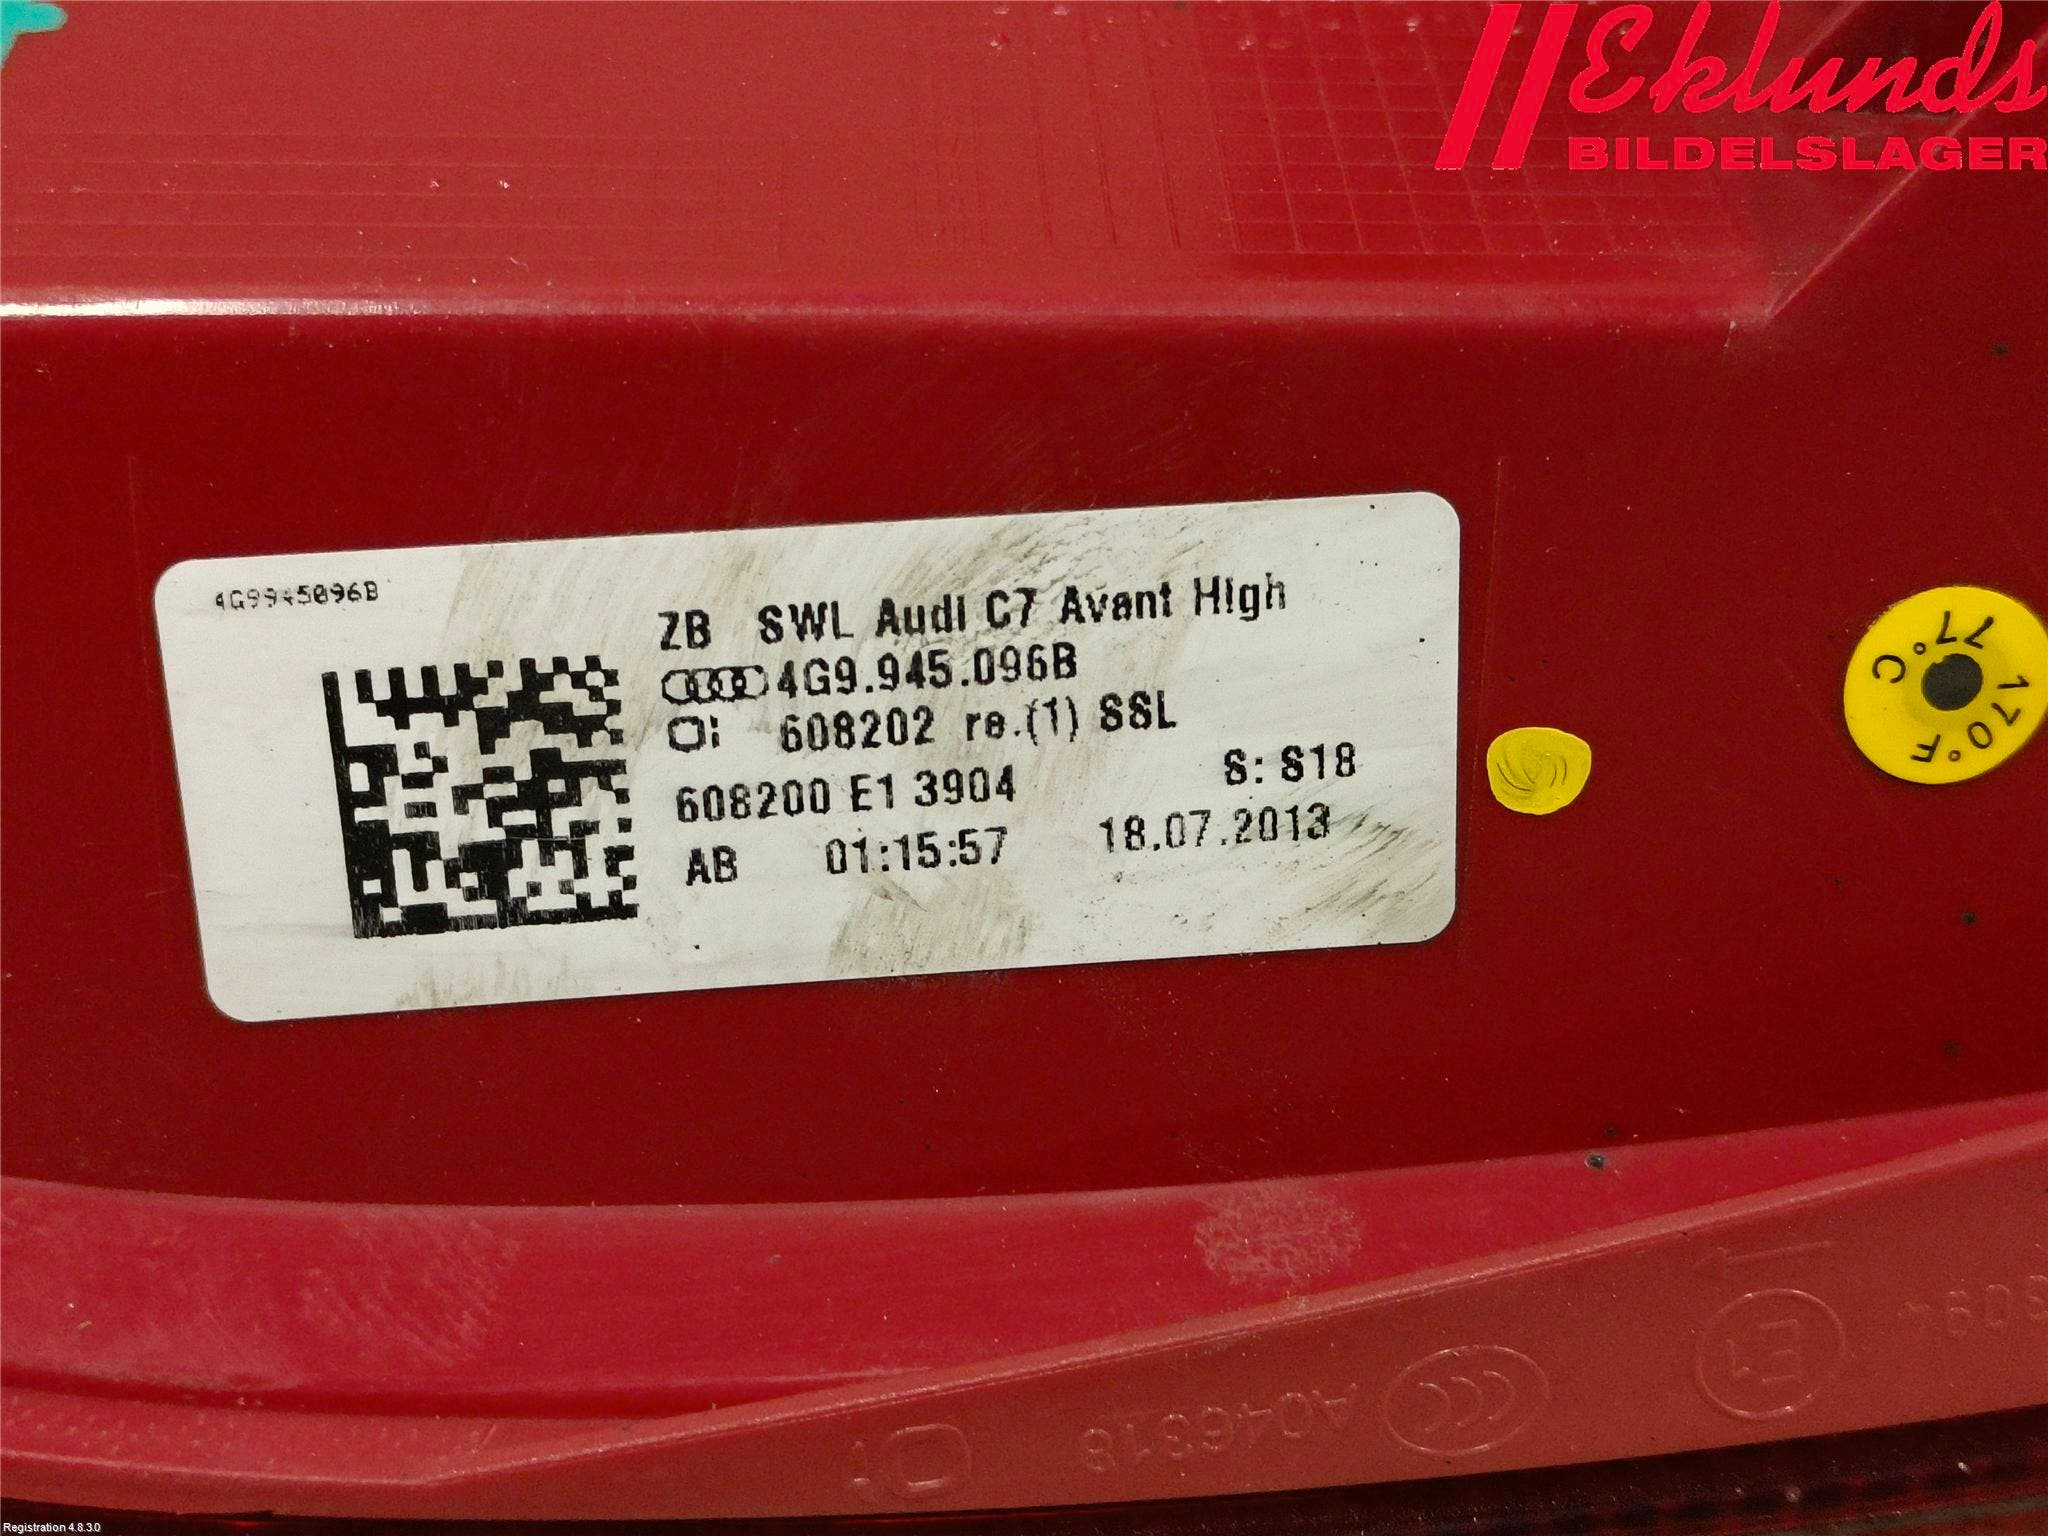 Eklunds
BILDELSLAGER
4G9945096B
ZB SWL Audi C7 Avant High
4G9.945.096B
608202 re.(1) SSL
608200 E1 3904 S: S18
AB 01:15:57 18.07.2013
77°C
170°F
E1
CCC
A046318
Registration 4.8.3.0